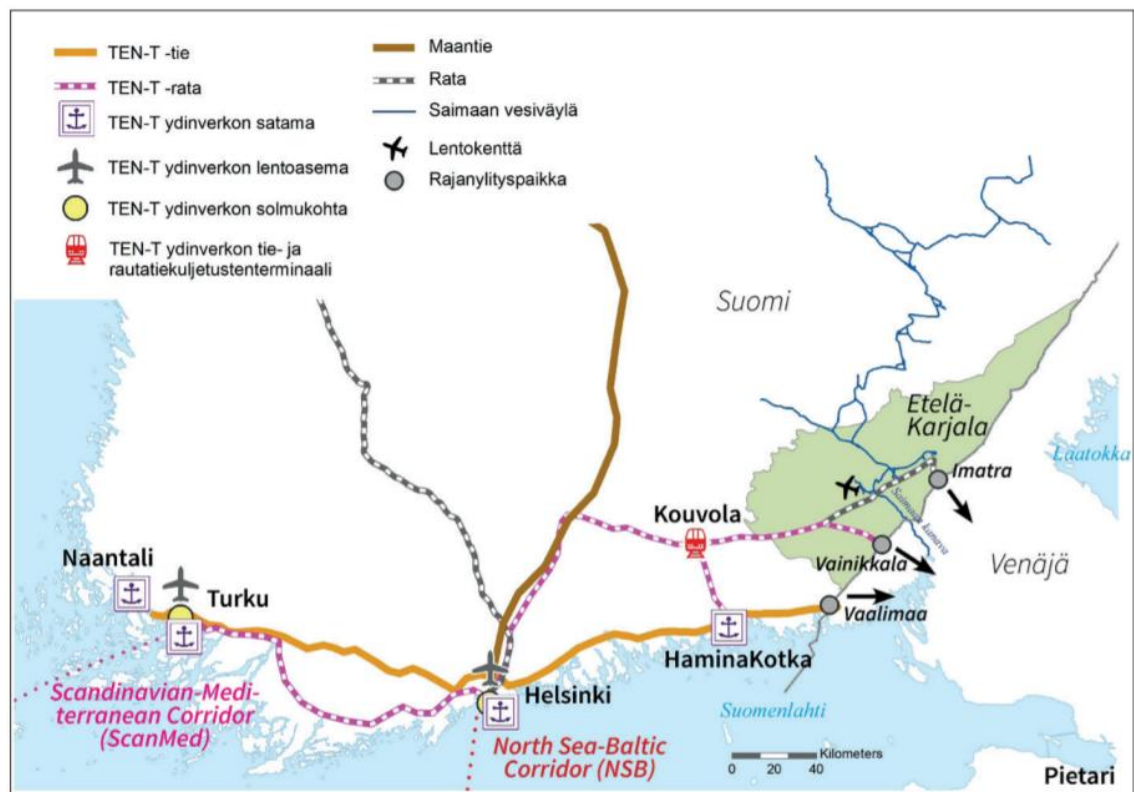 TEN-T -tie
TEN-T -rata
TEN-T ydinverkon satama
TEN-T ydinverkon lentoasema
TEN-T ydinverkon solmukohta
TEN-T ydinverkon tie- ja
rautatiekuljetustenterminaali
Maantie
Rata
Saimaan vesiväylä
Lentokenttä
Rajanylityspaikka
Suomi
Etelä-
Karjala
Laatokka
Imatra
Saimaan kanava
Kouvola
Vainikkala
Venäjä
Naantali
Turku
Vaalimaa
HaminaKotka
Helsinki
Scandinavian-Medi-
terranean Corridor
(ScanMed)
Suomenlahti
North Sea-Baltic
Corridor (NSB)
Kilometers
0 20 40
Pietari